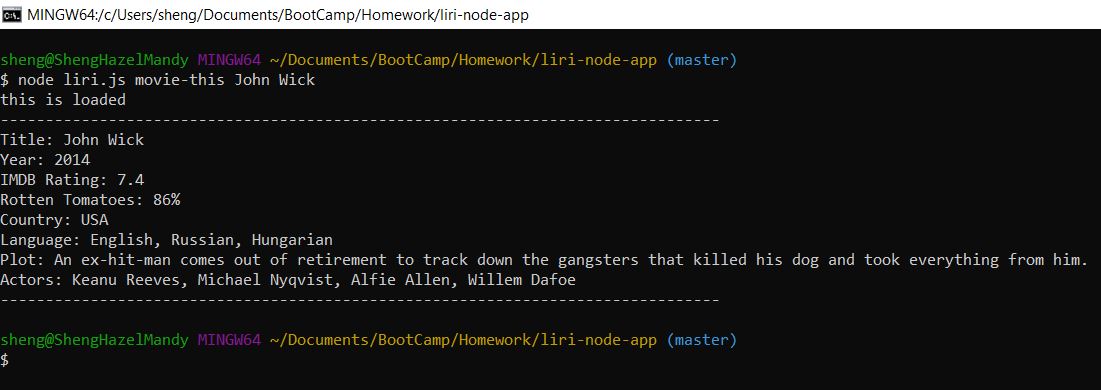 MINGW64:/c/Users/sheng/Documents/BootCamp/Homework/liri-node-app
sheng@ShengHazelMandy MINGW64 ~/Documents/BootCamp/Homework/liri-node-app (master)
$ node liri.js movie-this John Wick
this is loaded
--------------------------------------------------------------------------------
Title: John Wick
Year: 2014
IMDB Rating: 7.4
Rotten Tomatoes: 86%
Country: USA
Language: English, Russian, Hungarian
Plot: An ex-hit-man comes out of retirement to track down the gangsters that killed his dog and took everything from him.
Actors: Keanu Reeves, Michael Nyqvist, Alfie Allen, Willem Dafoe
--------------------------------------------------------------------------------
sheng@ShengHazelMandy MINGW64 ~/Documents/BootCamp/Homework/liri-node-app (master)
$